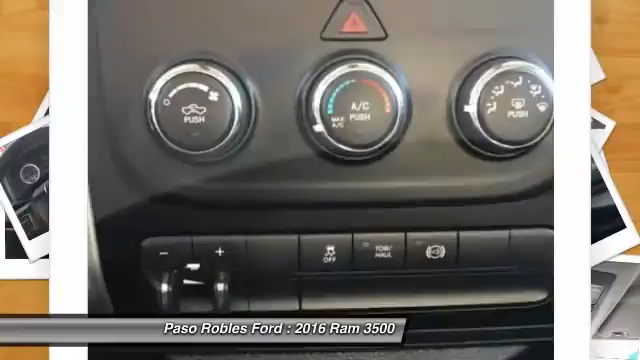 PUSH
A/C
PUSH
MAX
A/C
PUSH
− +
OFF
TOW/
HAUL
Paso Robles Ford : 2016 Ram 3500